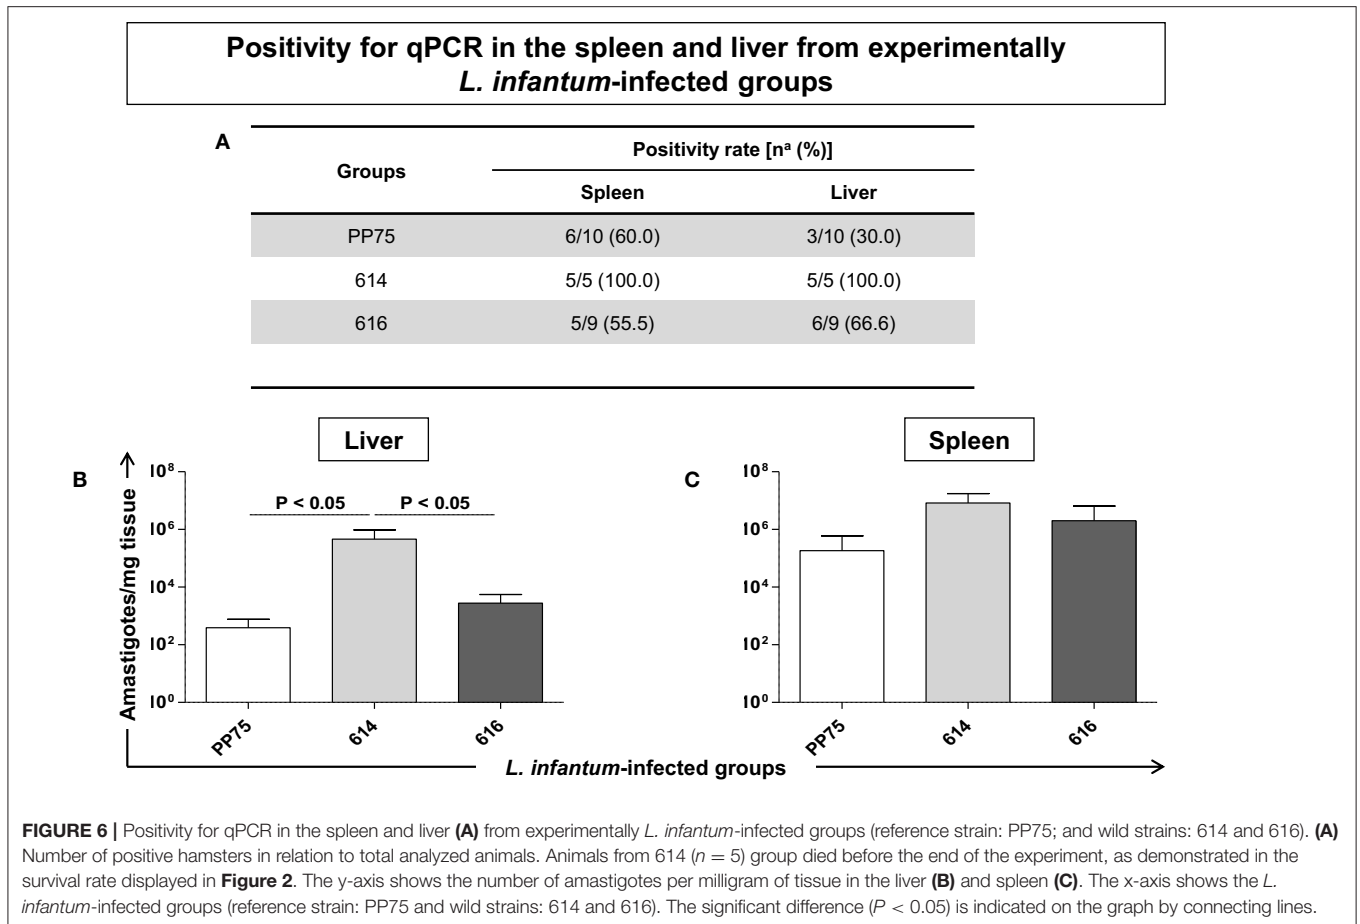 Positivity for qPCR in the spleen and liver from experimentally
L. infantum-infected groups
A
Groups
Positivity rate [nᵃ (%)]
Spleen Liver
PP75 6/10 (60.0) 3/10 (30.0)
614 5/5 (100.0) 5/5 (100.0)
616 5/9 (55.5) 6/9 (66.6)
Liver
B
Amastigotes/mg tissue
10⁸
10⁶
10⁴
10²
10⁰
P < 0.05 P < 0.05
PP75 614 616
Spleen
C
10⁸
10⁶
10⁴
10²
10⁰
PP75 614 616
L. infantum-infected groups
FIGURE 6 | Positivity for qPCR in the spleen and liver (A) from experimentally L. infantum-infected groups (reference strain: PP75; and wild strains: 614 and 616). (A)
Number of positive hamsters in relation to total analyzed animals. Animals from 614 (n = 5) group died before the end of the experiment, as demonstrated in the
survival rate displayed in Figure 2. The y-axis shows the number of amastigotes per milligram of tissue in the liver (B) and spleen (C). The x-axis shows the L.
infantum-infected groups (reference strain: PP75 and wild strains: 614 and 616). The significant difference (P < 0.05) is indicated on the graph by connecting lines.